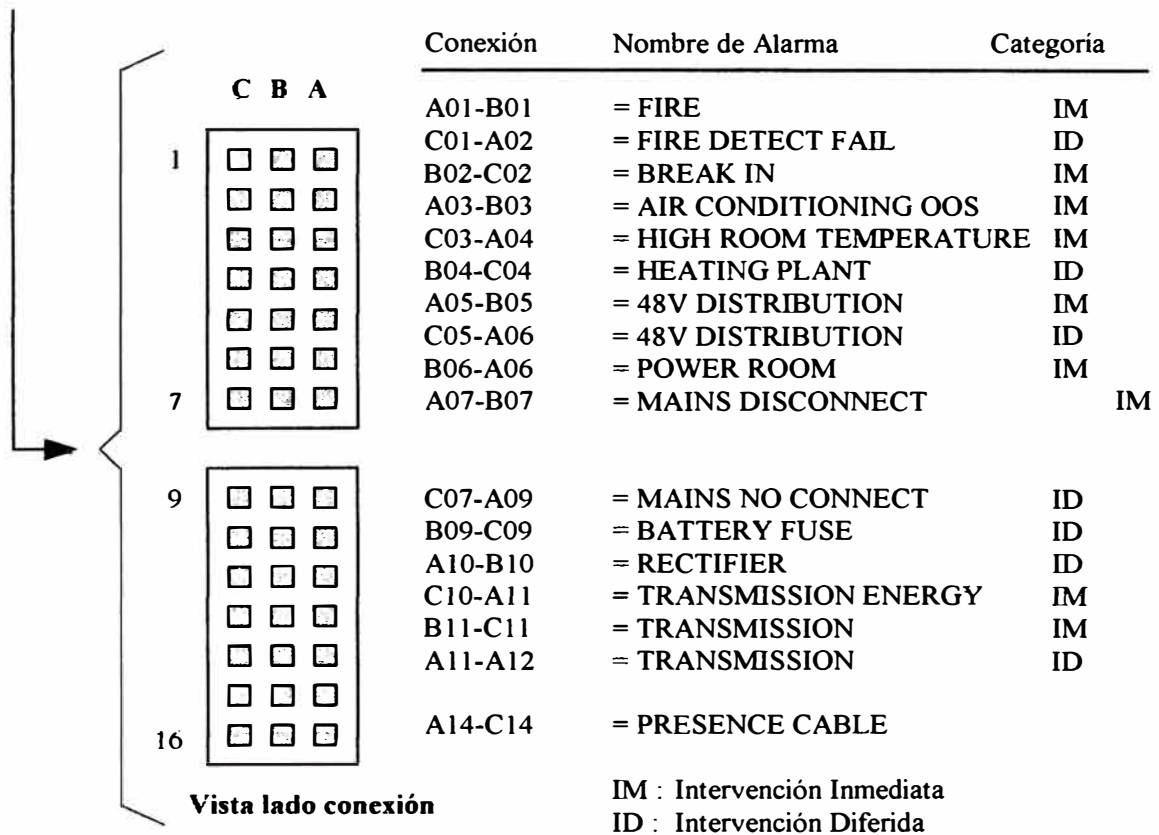 Conexión Nombre de Alarma Categoría
C B A
A01-B01 = FIRE IM
1 C01-A02 = FIRE DETECT FAIL ID
B02-C02 = BREAK IN IM
A03-B03 = AIR CONDITIONING OOS IM
C03-A04 = HIGH ROOM TEMPERATURE IM
B04-C04 = HEATING PLANT ID
A05-B05 = 48V DISTRIBUTION IM
C05-A06 = 48V DISTRIBUTION ID
B06-A06 = POWER ROOM IM
7 A07-B07 = MAINS DISCONNECT IM
9 C07-A09 = MAINS NO CONNECT ID
B09-C09 = BATTERY FUSE ID
A10-B10 = RECTIFIER ID
C10-A11 = TRANSMISSION ENERGY IM
B11-C11 = TRANSMISSION IM
A11-A12 = TRANSMISSION ID
16 A14-C14 = PRESENCE CABLE
Vista lado conexión
IM : Intervención Inmediata
ID : Intervención Diferida